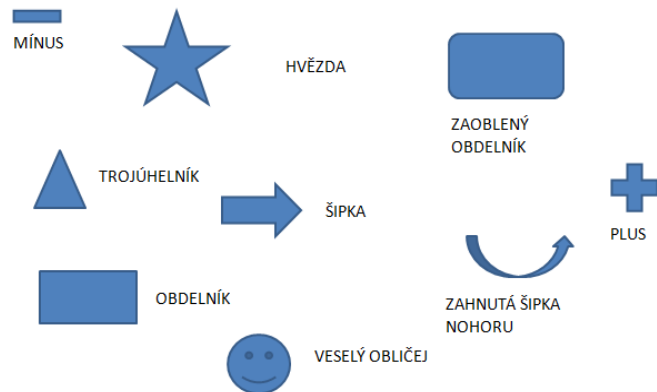 MÍNUS
HVĚZDA
ZAOBLENÝ
OBDELNÍK
TROJÚHELNÍK
ŠIPKA
PLUS
OBDELNÍK
ZAHNUTÁ ŠIPKA
NOHORU
VESELÝ OBLIČEJ